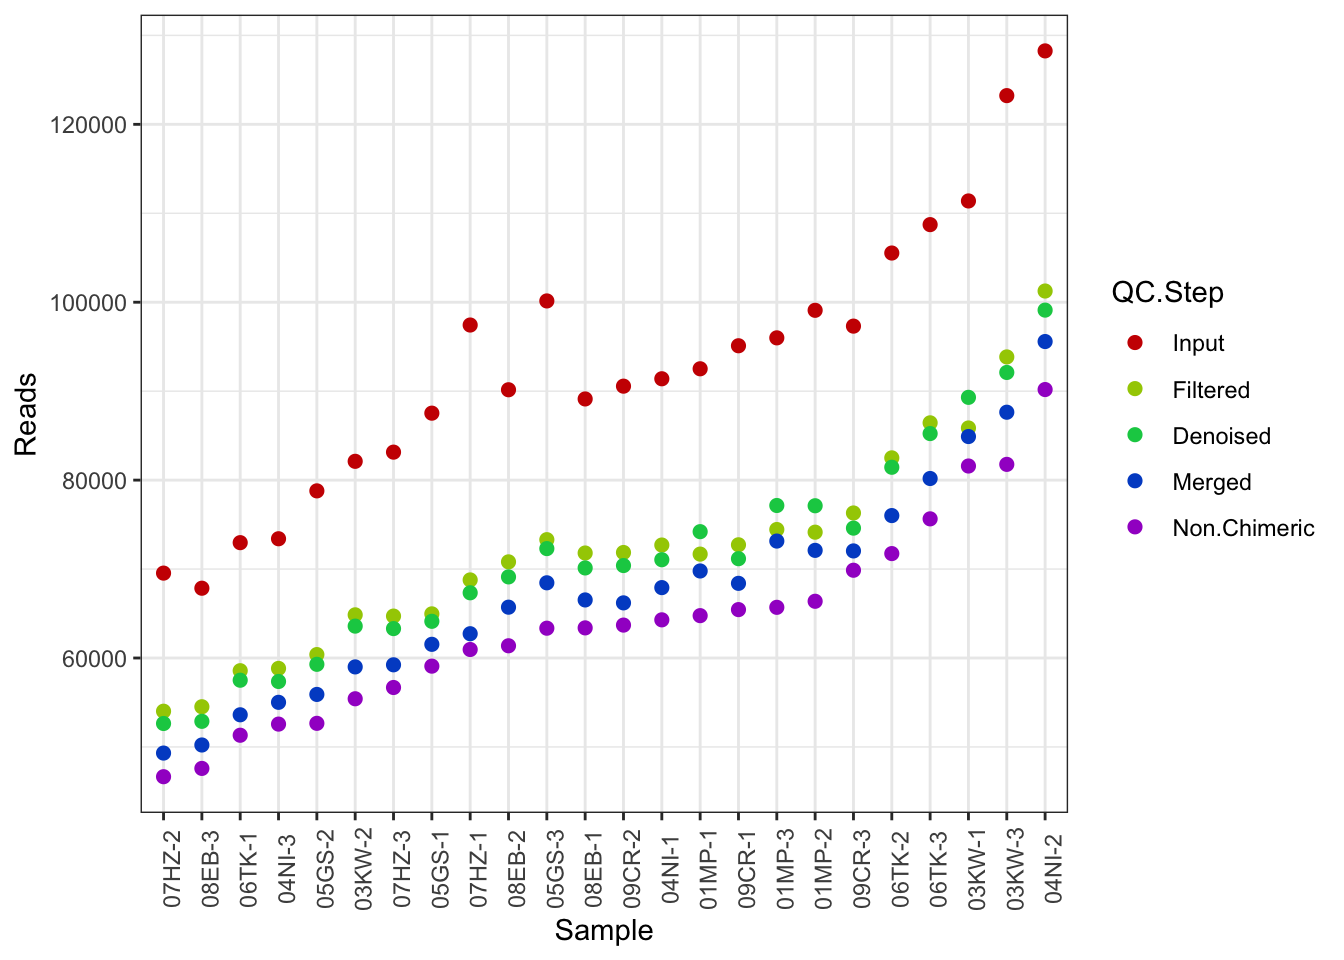 120000
100000
80000
60000
Reads
07HZ-2
08EB-3
06TK-1
04NI-3
05GS-2
03KW-2
07HZ-3
05GS-1
07HZ-1
08EB-2
05GS-3
08EB-1
09CR-2
04NI-1
01MP-1
09CR-1
01MP-3
01MP-2
09CR-3
06TK-2
06TK-3
03KW-1
03KW-3
04NI-2
Sample
QC.Step
Input
Filtered
Denoised
Merged
Non.Chimeric